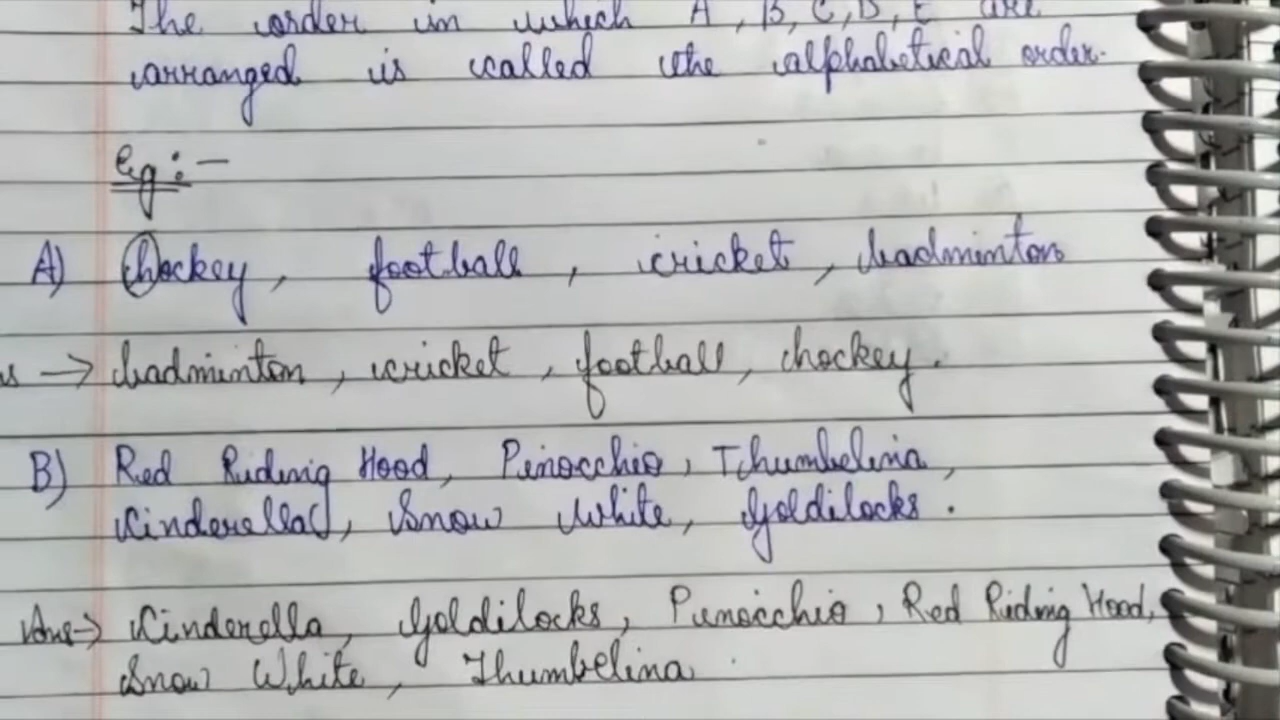 The order in which A, B, C, D, E are
arranged is called the alphabetical order.
eg:-
A) hockey, football, cricket, badminton
→ badminton, cricket, football, hockey.
B) Red Riding Hood, Pinocchio, Thumbelina,
Cinderella, Snow White, Goldilocks.
Ans→ Cinderella, Goldilocks, Pinocchio, Red Riding Hood,
Snow White, Thumbelina.